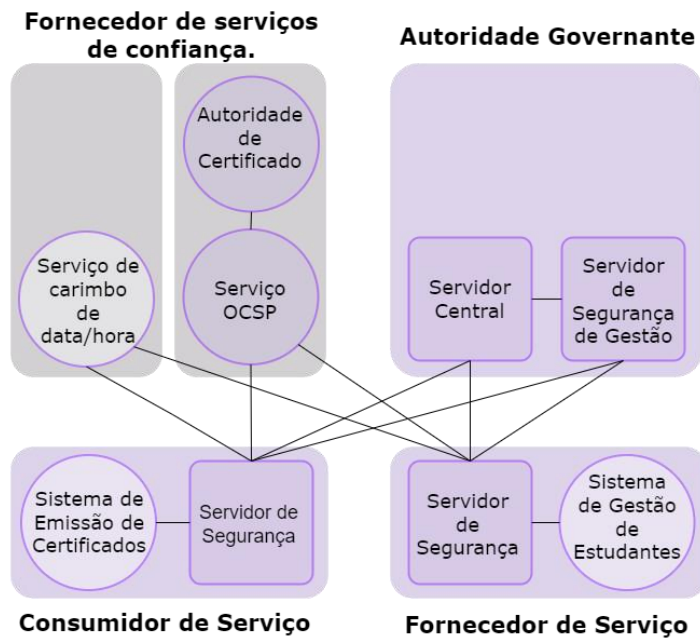 Fornecedor de serviços
de confiança.
Autoridade Governante
Autoridade
de
Certificado
Serviço de
carimbo
de
data/hora
Serviço
OCSP
Servidor
Central
Servidor
de
Segurança
de Gestão
Sistema de
Emissão de
Certificados
Servidor de
Segurança
Servidor
de
Segurança
Sistema
de Gestão
de
Estudantes
Consumidor de Serviço
Fornecedor de Serviço